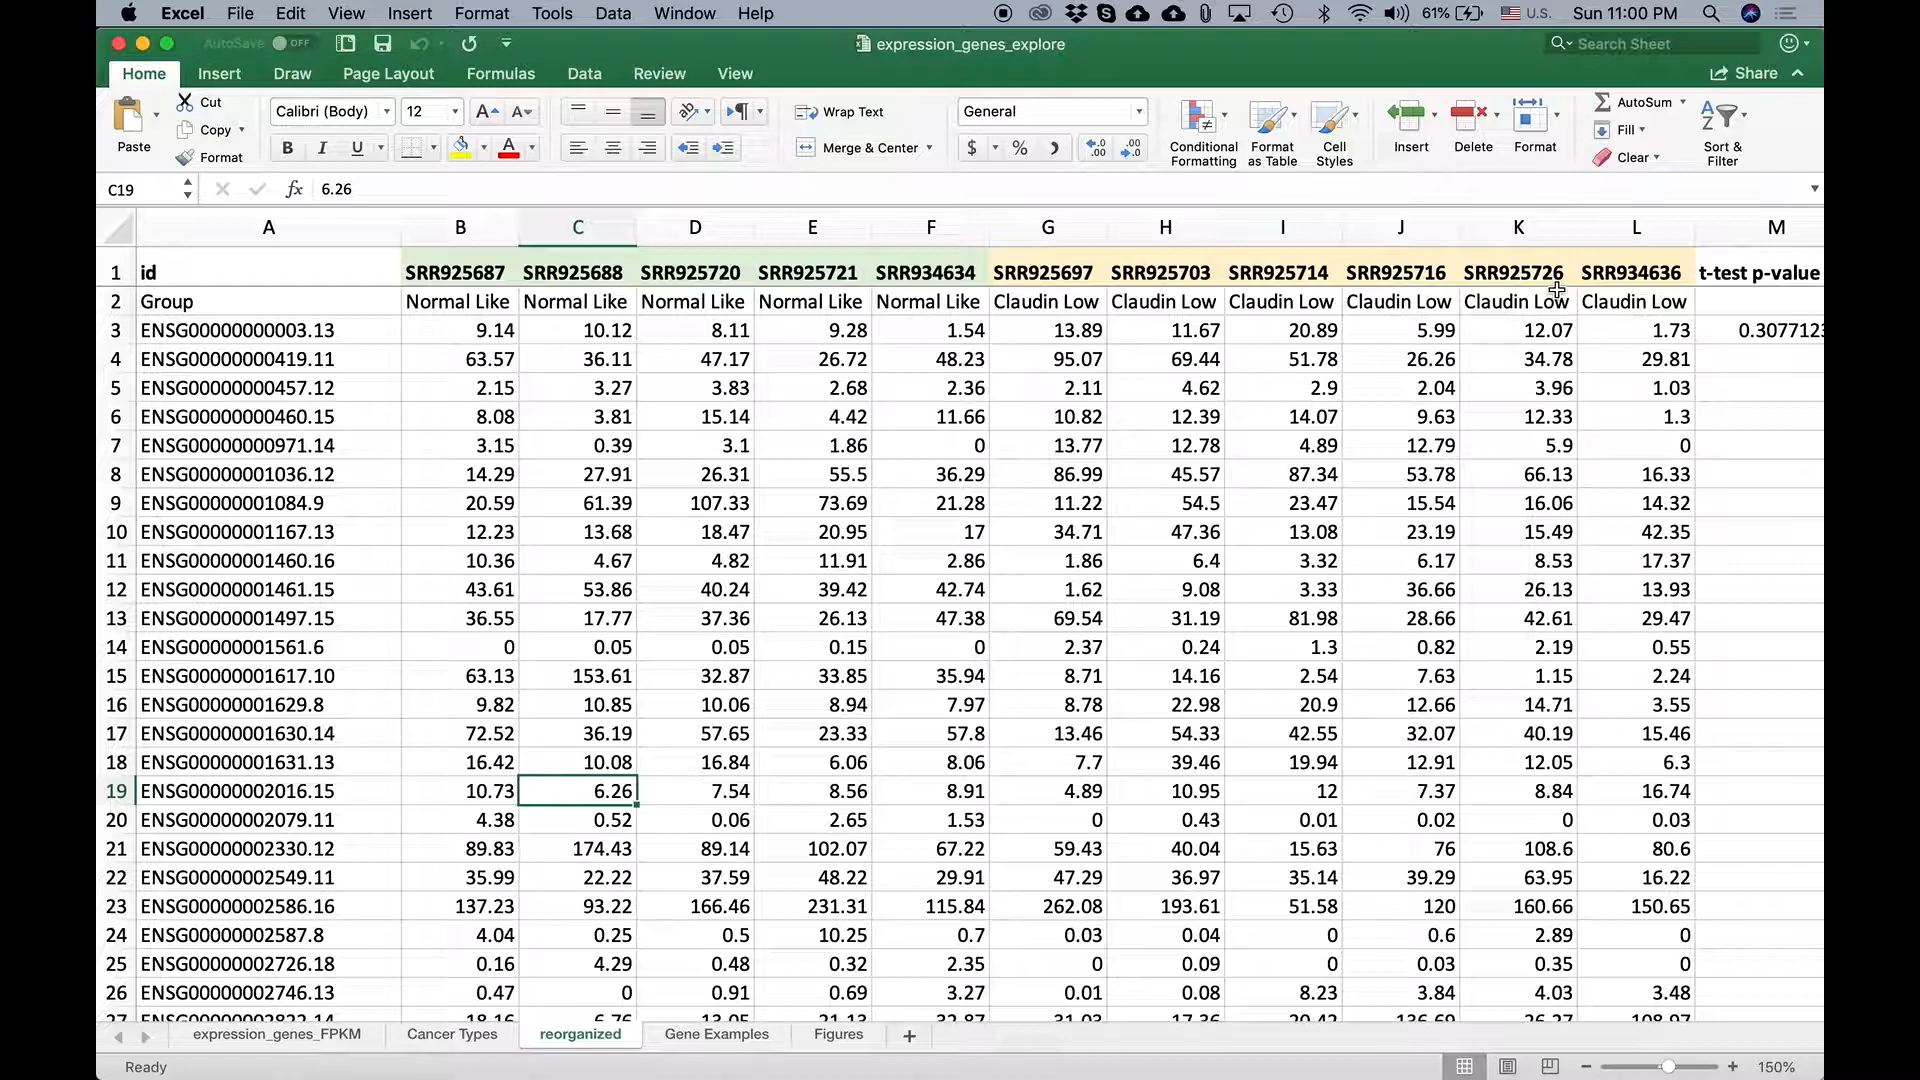 Excel File Edit View Insert Format Tools Data Window Help 61% U.S. Sun 11:00 PM
AutoSave OFF expression_genes_explore Search Sheet
Home Insert Draw Page Layout Formulas Data Review View Share
Paste Cut Copy Format Calibri (Body) 12 Wrap Text Merge & Center General Conditional Formatting Format as Table Cell Styles Insert Delete Format AutoSum Fill Clear Sort & Filter
C19 fx 6.26
A B C D E F G H I J K L M
1 id SRR925687 SRR925688 SRR925720 SRR925721 SRR934634 SRR925697 SRR925703 SRR925714 SRR925716 SRR925726 SRR934636 t-test p-value
2 Group Normal Like Normal Like Normal Like Normal Like Normal Like Claudin Low Claudin Low Claudin Low Claudin Low Claudin Low Claudin Low
3 ENSG00000000003.13 9.14 10.12 8.11 9.28 1.54 13.89 11.67 20.89 5.99 12.07 1.73 0.3077123
4 ENSG00000000419.11 63.57 36.11 47.17 26.72 48.23 95.07 69.44 51.78 26.26 34.78 29.81
5 ENSG00000000457.12 2.15 3.27 3.83 2.68 2.36 2.11 4.62 2.9 2.04 3.96 1.03
6 ENSG00000000460.15 8.08 3.81 15.14 4.42 11.66 10.82 12.39 14.07 9.63 12.33 1.3
7 ENSG00000000971.14 3.15 0.39 3.1 1.86 0 13.77 12.78 4.89 12.79 5.9 0
8 ENSG00000001036.12 14.29 27.91 26.31 55.5 36.29 86.99 45.57 87.34 53.78 66.13 16.33
9 ENSG00000001084.9 20.59 61.39 107.33 73.69 21.28 11.22 54.5 23.47 15.54 16.06 14.32
10 ENSG00000001167.13 12.23 13.68 18.47 20.95 17 34.71 47.36 13.08 23.19 15.49 42.35
11 ENSG00000001460.16 10.36 4.67 4.82 11.91 2.86 1.86 6.4 3.32 6.17 8.53 17.37
12 ENSG00000001461.15 43.61 53.86 40.24 39.42 42.74 1.62 9.08 3.33 36.66 26.13 13.93
13 ENSG00000001497.15 36.55 17.77 37.36 26.13 47.38 69.54 31.19 81.98 28.66 42.61 29.47
14 ENSG00000001561.6 0 0.05 0.05 0.15 0 2.37 0.24 1.3 0.82 2.19 0.55
15 ENSG00000001617.10 63.13 153.61 32.87 33.85 35.94 8.71 14.16 2.54 7.63 1.15 2.24
16 ENSG00000001629.8 9.82 10.85 10.06 8.94 7.97 8.78 22.98 20.9 12.66 14.71 3.55
17 ENSG00000001630.14 72.52 36.19 57.65 23.33 57.8 13.46 54.33 42.55 32.07 40.19 15.46
18 ENSG00000001631.13 16.42 10.08 16.84 6.06 8.06 7.7 39.46 19.94 12.91 12.05 6.3
19 ENSG00000002016.15 10.73 6.26 7.54 8.56 8.91 4.89 10.95 12 7.37 8.84 16.74
20 ENSG00000002079.11 4.38 0.52 0.06 2.65 1.53 0 0.43 0.01 0.02 0 0.03
21 ENSG00000002330.12 89.83 174.43 89.14 102.07 67.22 59.43 40.04 15.63 76 108.6 80.6
22 ENSG00000002549.11 35.99 22.22 37.59 48.22 29.91 47.29 36.97 35.14 39.29 63.95 16.22
23 ENSG00000002586.16 137.23 93.22 166.46 231.31 115.84 262.08 193.61 51.58 120 160.66 150.65
24 ENSG00000002587.8 4.04 0.25 0.5 10.25 0.7 0.03 0.04 0 0.6 2.89 0
25 ENSG00000002726.18 0.16 4.29 0.48 0.32 2.35 0 0.09 0 0.03 0.35 0
26 ENSG00000002746.13 0.47 0 0.91 0.69 3.27 0.01 0.08 8.23 3.84 4.03 3.48
expression_genes_FPKM Cancer Types reorganized Gene Examples Figures
Ready 150%